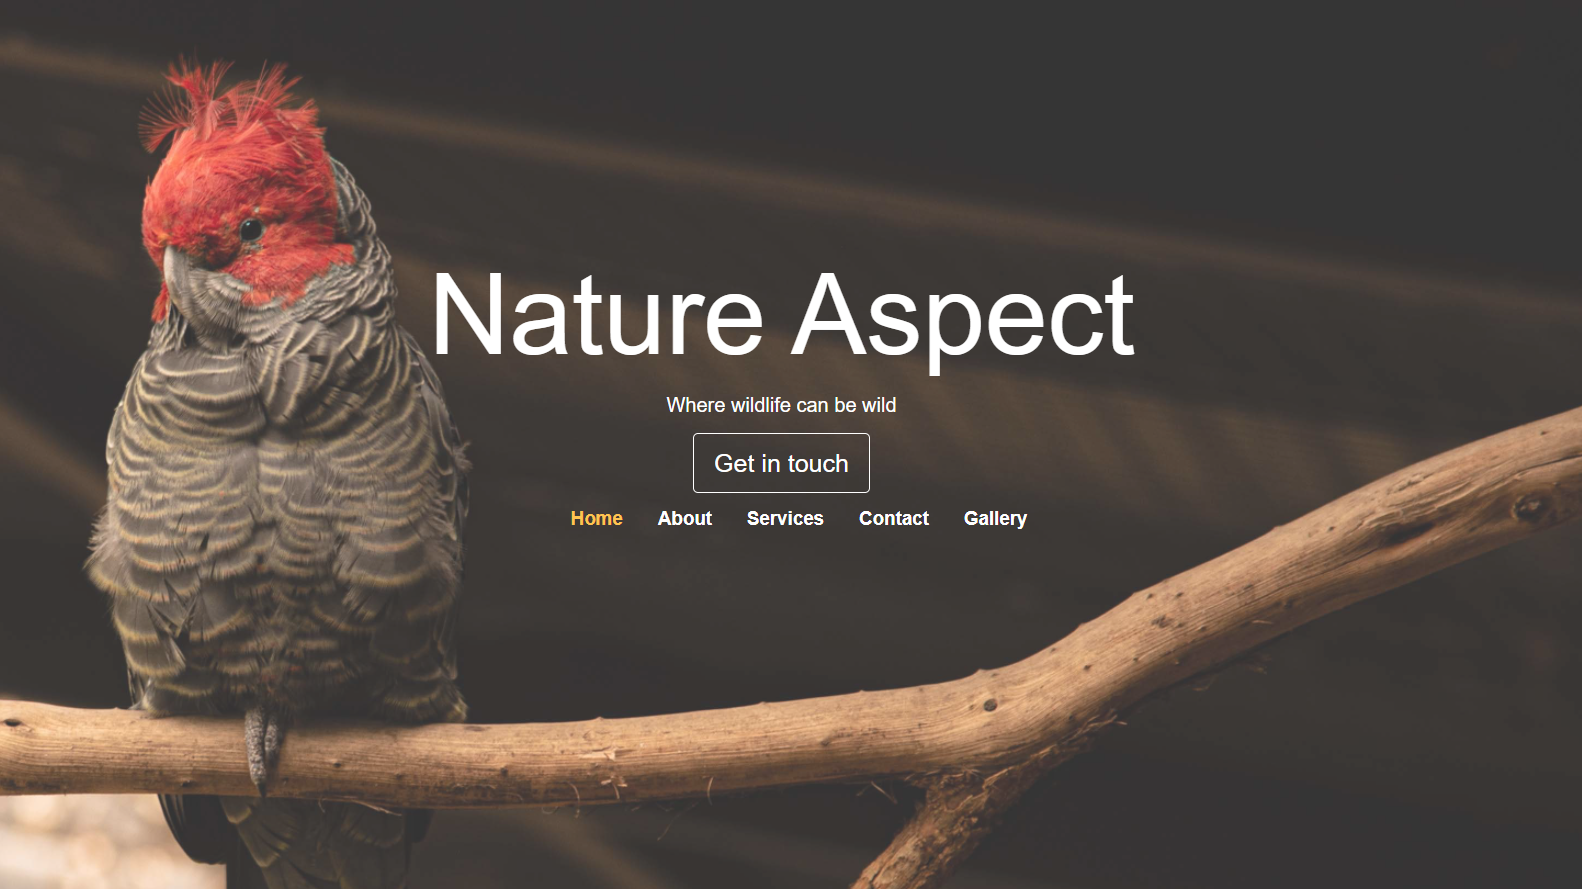 Nature Aspect
Where wildlife can be wild
Get in touch
Home About Services Contact Gallery